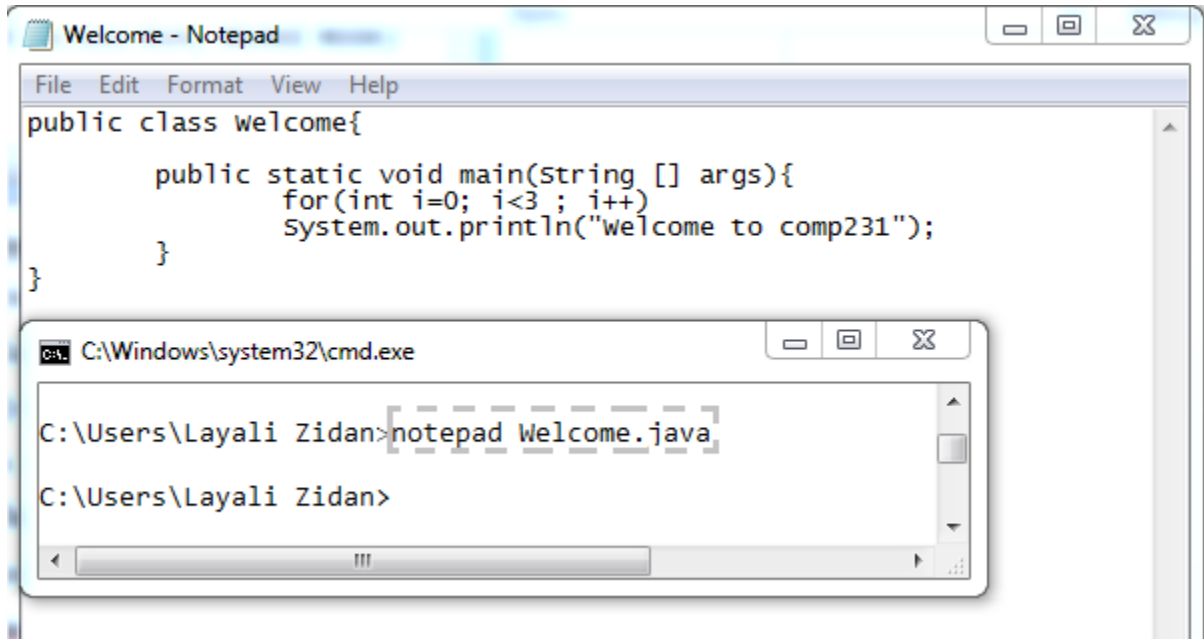 Welcome - Notepad
File Edit Format View Help
public class Welcome{
public static void main(String [] args){
for(int i=0; i<3 ; i++)
System.out.println("Welcome to comp231");
}
}
C:\Windows\system32\cmd.exe
C:\Users\Layali Zidan>notepad Welcome.java
C:\Users\Layali Zidan>